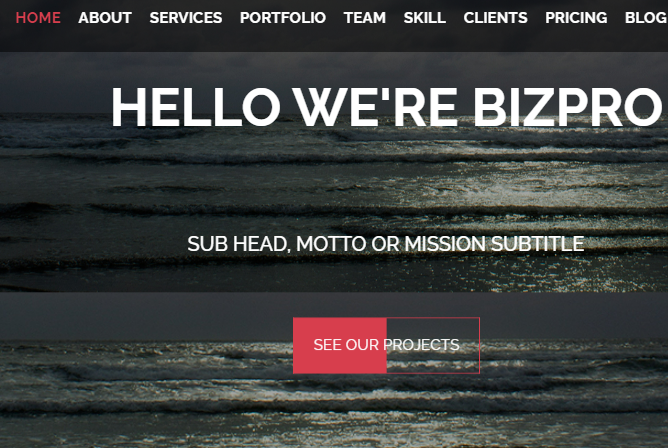 HOME ABOUT SERVICES PORTFOLIO TEAM SKILL CLIENTS PRICING BLOG
HELLO WE'RE BIZPRO
SUB HEAD, MOTTO OR MISSION SUBTITLE
SEE OUR PROJECTS